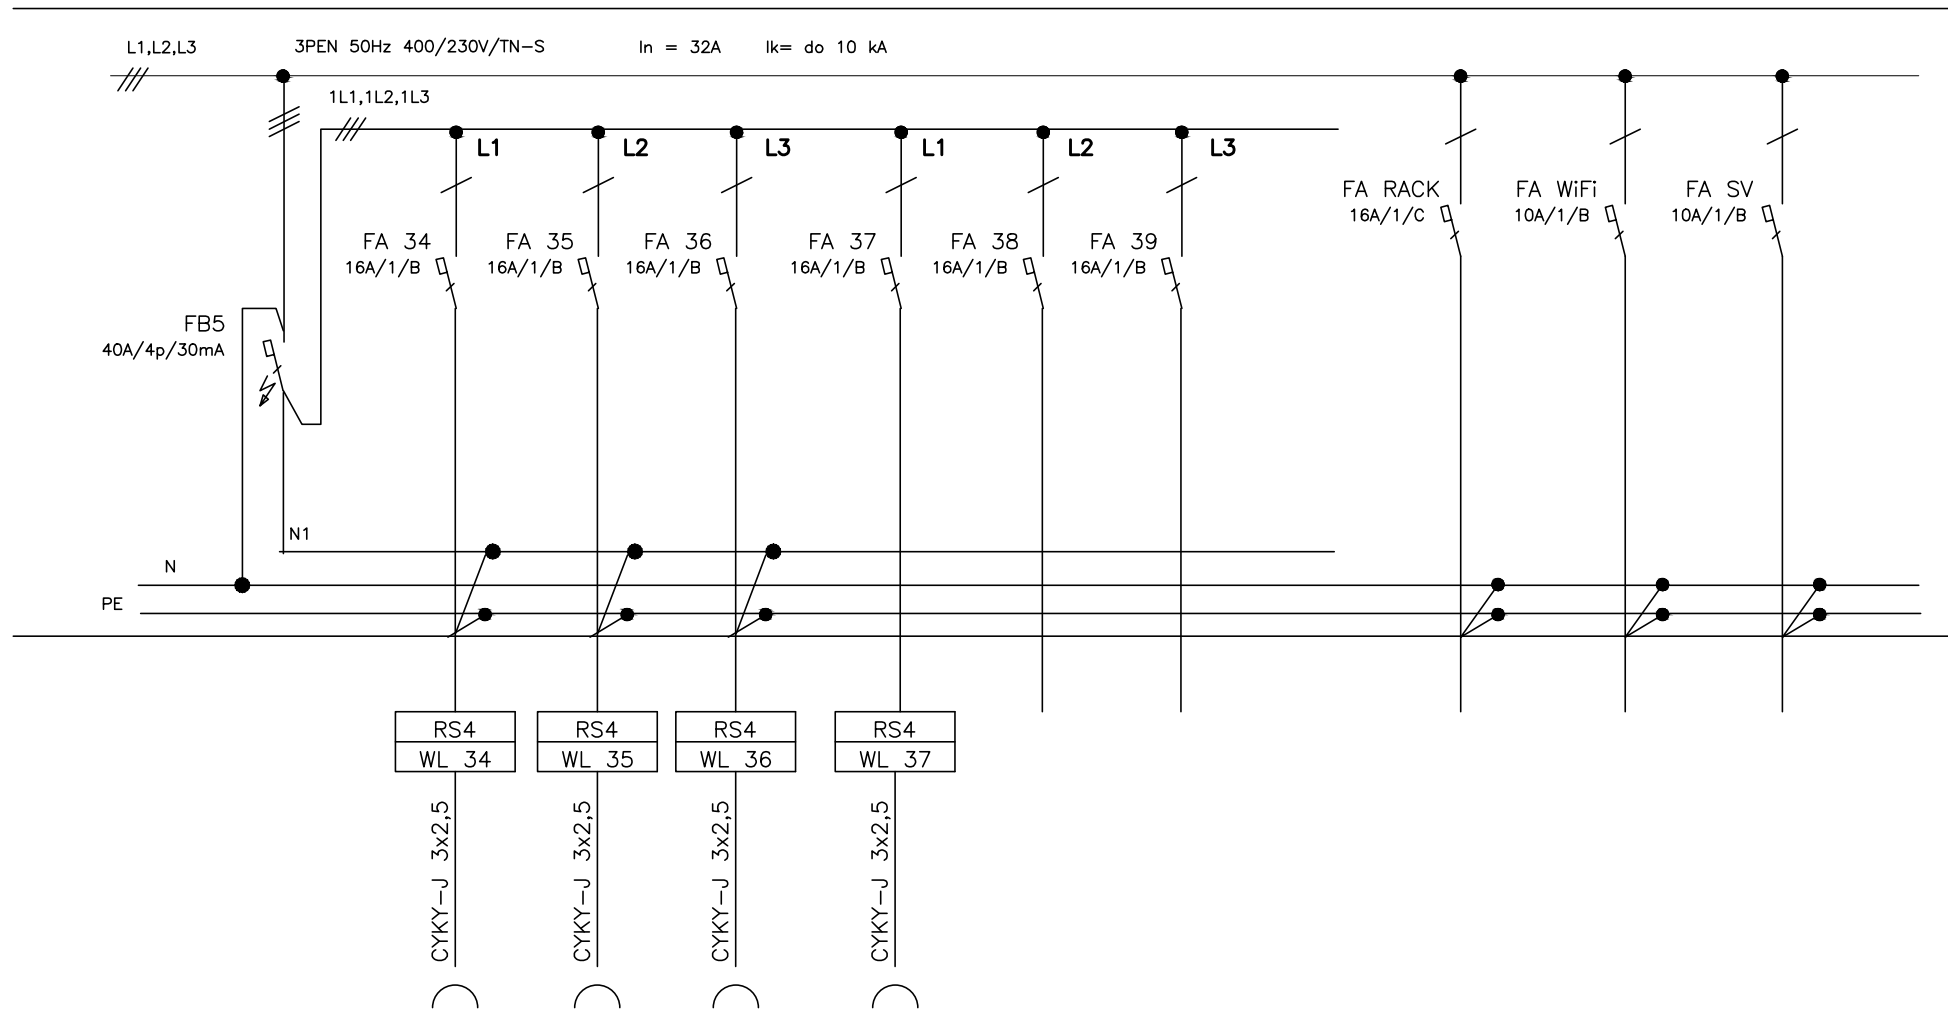 L1,L2,L3
3PEN 50Hz 400/230V/TN-S
In = 32A
Ik= do 10 kA
1L1,1L2,1L3
L1
L2
L3
L1
L2
L3
FA RACK
16A/1/C
FA WiFi
10A/1/B
FA SV
10A/1/B
FA 34
16A/1/B
FA 35
16A/1/B
FA 36
16A/1/B
FA 37
16A/1/B
FA 38
16A/1/B
FA 39
16A/1/B
FB5
40A/4p/30mA
N1
N
PE
RS4
WL 34
RS4
WL 35
RS4
WL 36
RS4
WL 37
CYKY-J 3x2,5
CYKY-J 3x2,5
CYKY-J 3x2,5
CYKY-J 3x2,5